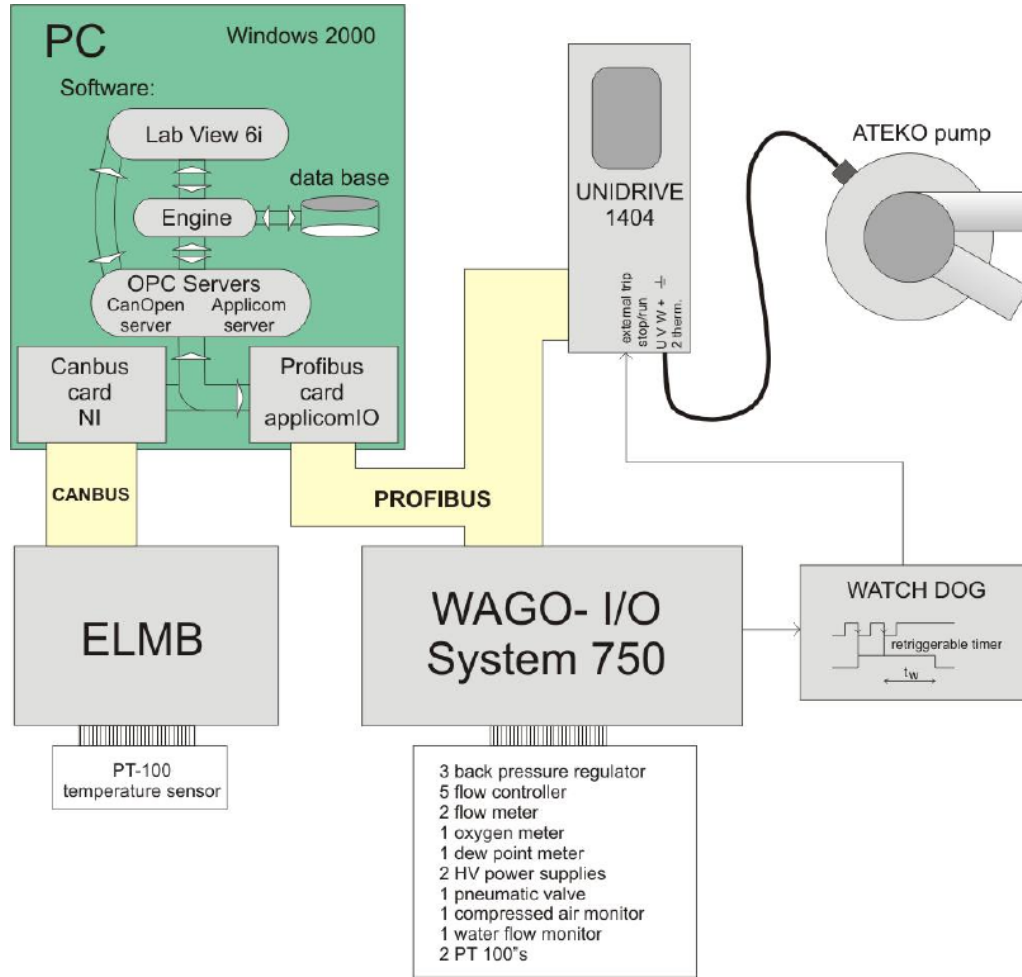 PC
Windows 2000
Software:
Lab View 6i
data base
Engine
OPC Servers
CanOpen
server
Applicom
server
Canbus
card
NI
Profibus
card
applicomIO
UNIDRIVE
1404
external trip
stop/run
U V W + ⏚
2 therm.
ATEKO pump
CANBUS
PROFIBUS
ELMB
WAGO- I/O
System 750
WATCH DOG
retriggerable timer
tw
PT-100
temperature sensor
3 back pressure regulator
5 flow controller
2 flow meter
1 oxygen meter
1 dew point meter
2 HV power supplies
1 pneumatic valve
1 compressed air monitor
1 water flow monitor
2 PT 100"s